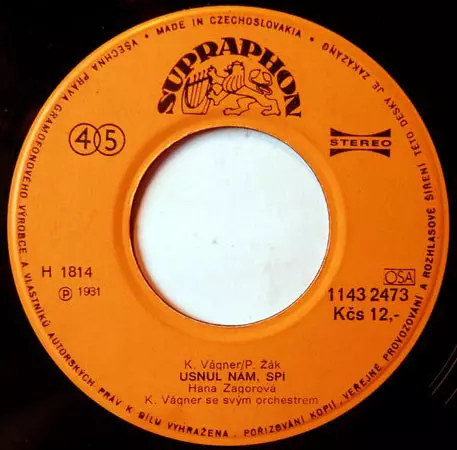 • MADE IN CZECHOSLOVAKIA •
VŠECHNA PRÁVA GRAMOFONOVÉHO VÝROBCE A VLASTNÍKŮ AUTORSKÝCH PRÁV K DÍLU VYHRAŽENA. POŘIZOVÁNÍ KOPIÍ, VEŘEJNÉ PROVOZOVÁNÍ A ROZHLASOVÉ ŠÍŘENÍ TÉTO DESKY JE ZAKÁZÁNO
SUPRAPHON
45
STEREO
H 1814
Ⓟ 1981
OSA
1143 2473
Kčs 12,-
K. Vágner/P. Žák
USNUL NÁM, SPÍ
Hana Zagorová
K. Vágner se svým orchestrem